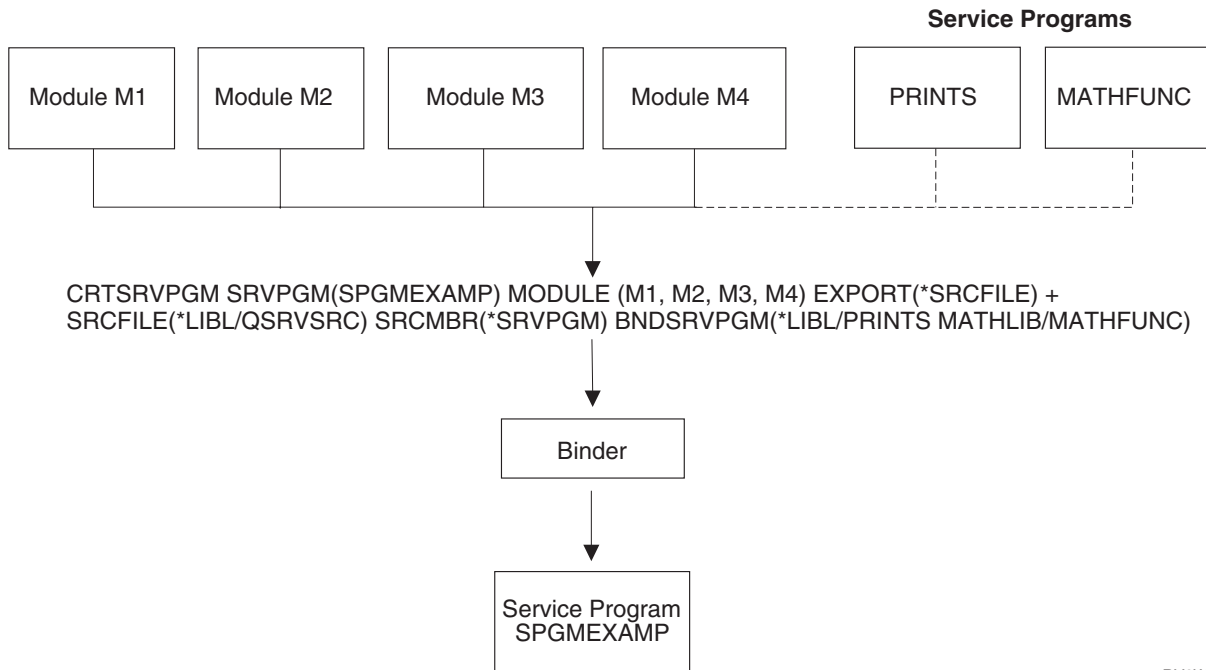 Service Programs
Module M1
Module M2
Module M3
Module M4
PRINTS
MATHFUNC
CRTSRVPGM SRVPGM(SPGMEXAMP) MODULE (M1, M2, M3, M4) EXPORT(*SRCFILE) +
SRCFILE(*LIBL/QSRVSRC) SRCMBR(*SRVPGM) BNDSRVPGM(*LIBL/PRINTS MATHLIB/MATHFUNC)
Binder
Service Program
SPGMEXAMP